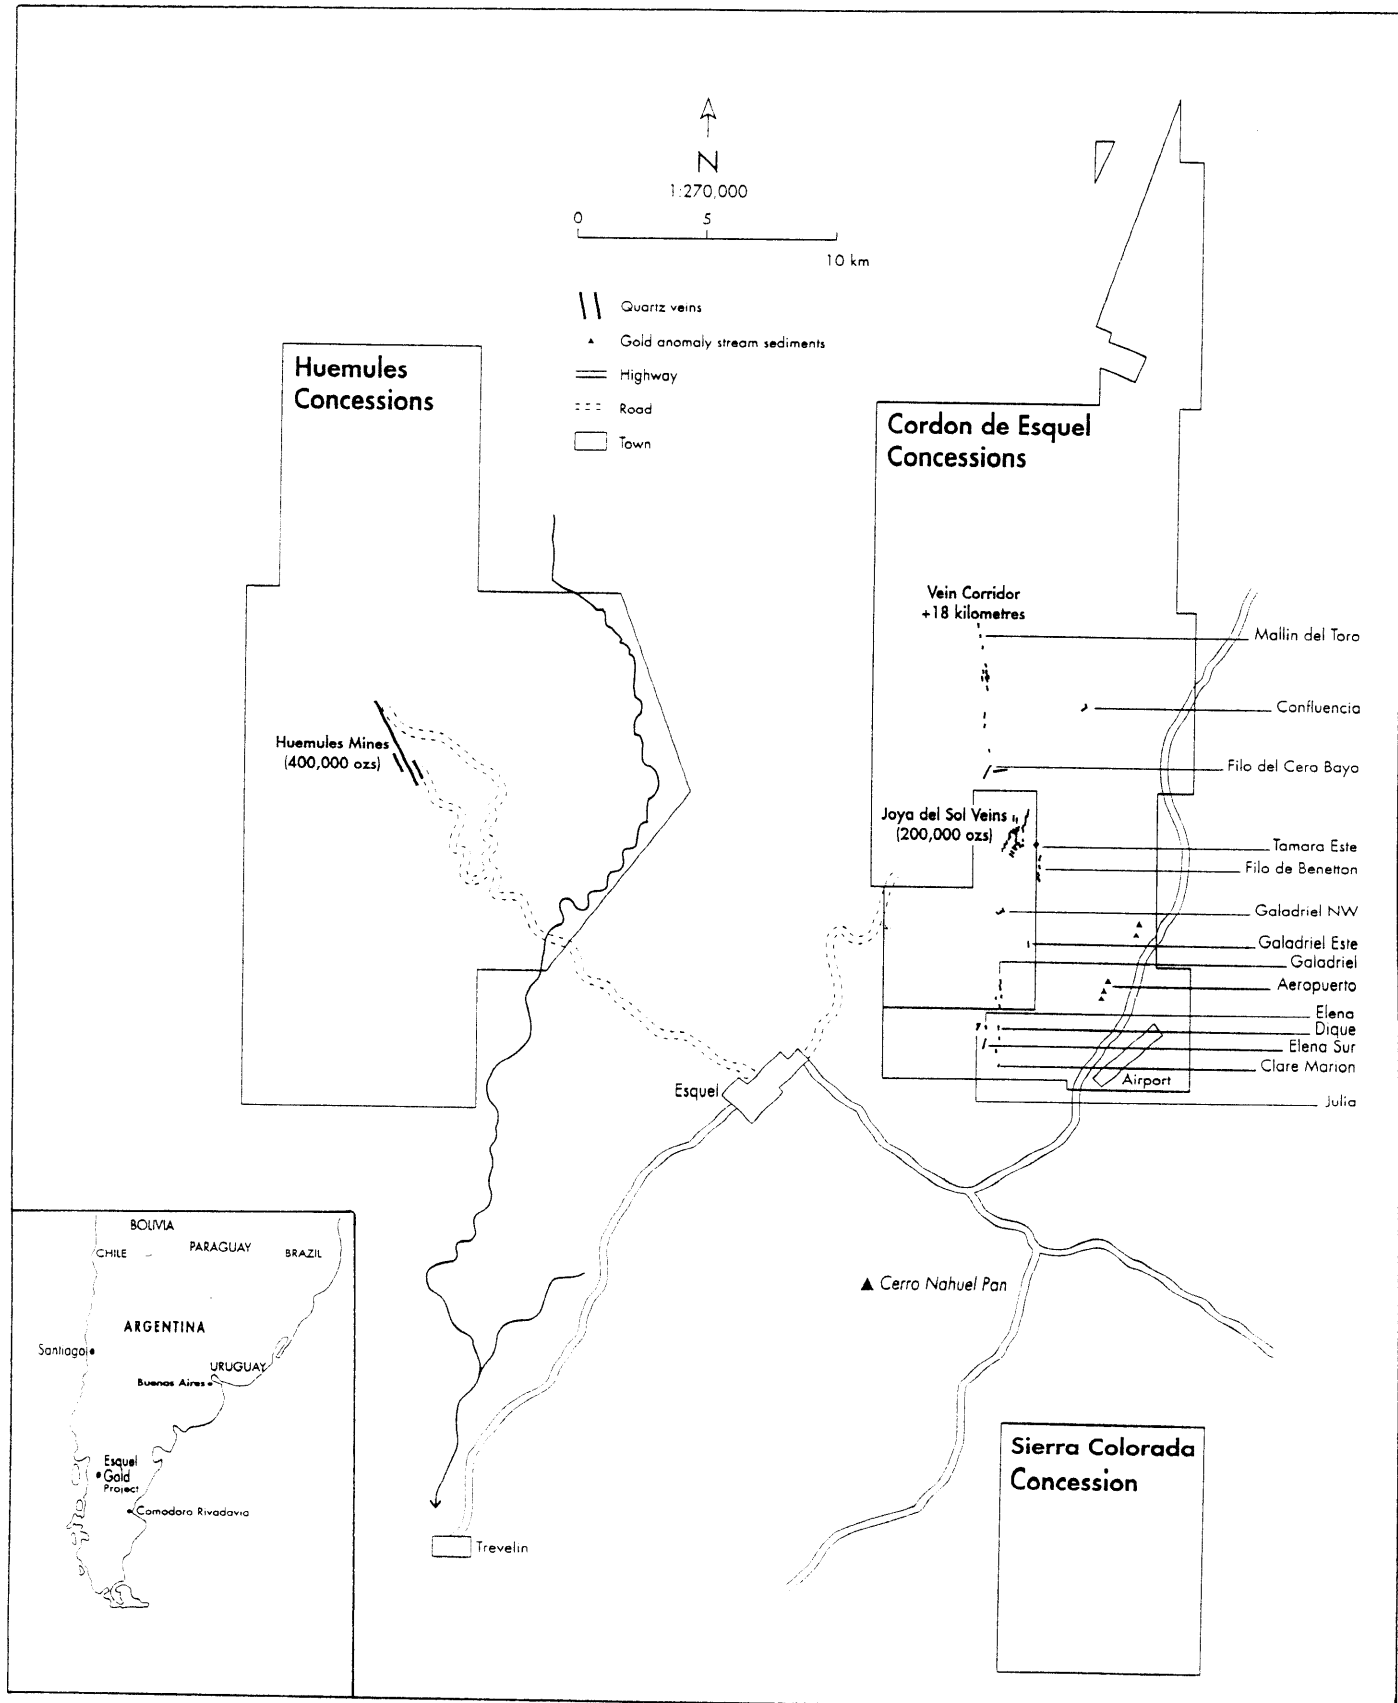 N
1:270,000
0 5
10 km
Quartz veins
Gold anomaly stream sediments
Highway
Road
Town
Huemules
Concessions
Cordon de Esquel
Concessions
Vein Corridor
+18 kilometres
Mallin del Toro
Confluencia
Huemules Mines
(400,000 ozs)
Filo del Cero Bayo
Joya del Sol Veins
(200,000 ozs)
Tamara Este
Filo de Benetton
Galadriel NW
Galadriel Este
Galadriel
Aeropuerto
Elena
Dique
Elena Sur
Clare Marion
Airport
Julia
Esquel
Cerro Nahuel Pan
BOLIVIA
CHILE
PARAGUAY
BRAZIL
ARGENTINA
Santiago
URUGUAY
Buenos Aires
Esquel
Gold
Project
Comodoro Rivadavia
Trevelin
Sierra Colorada
Concession